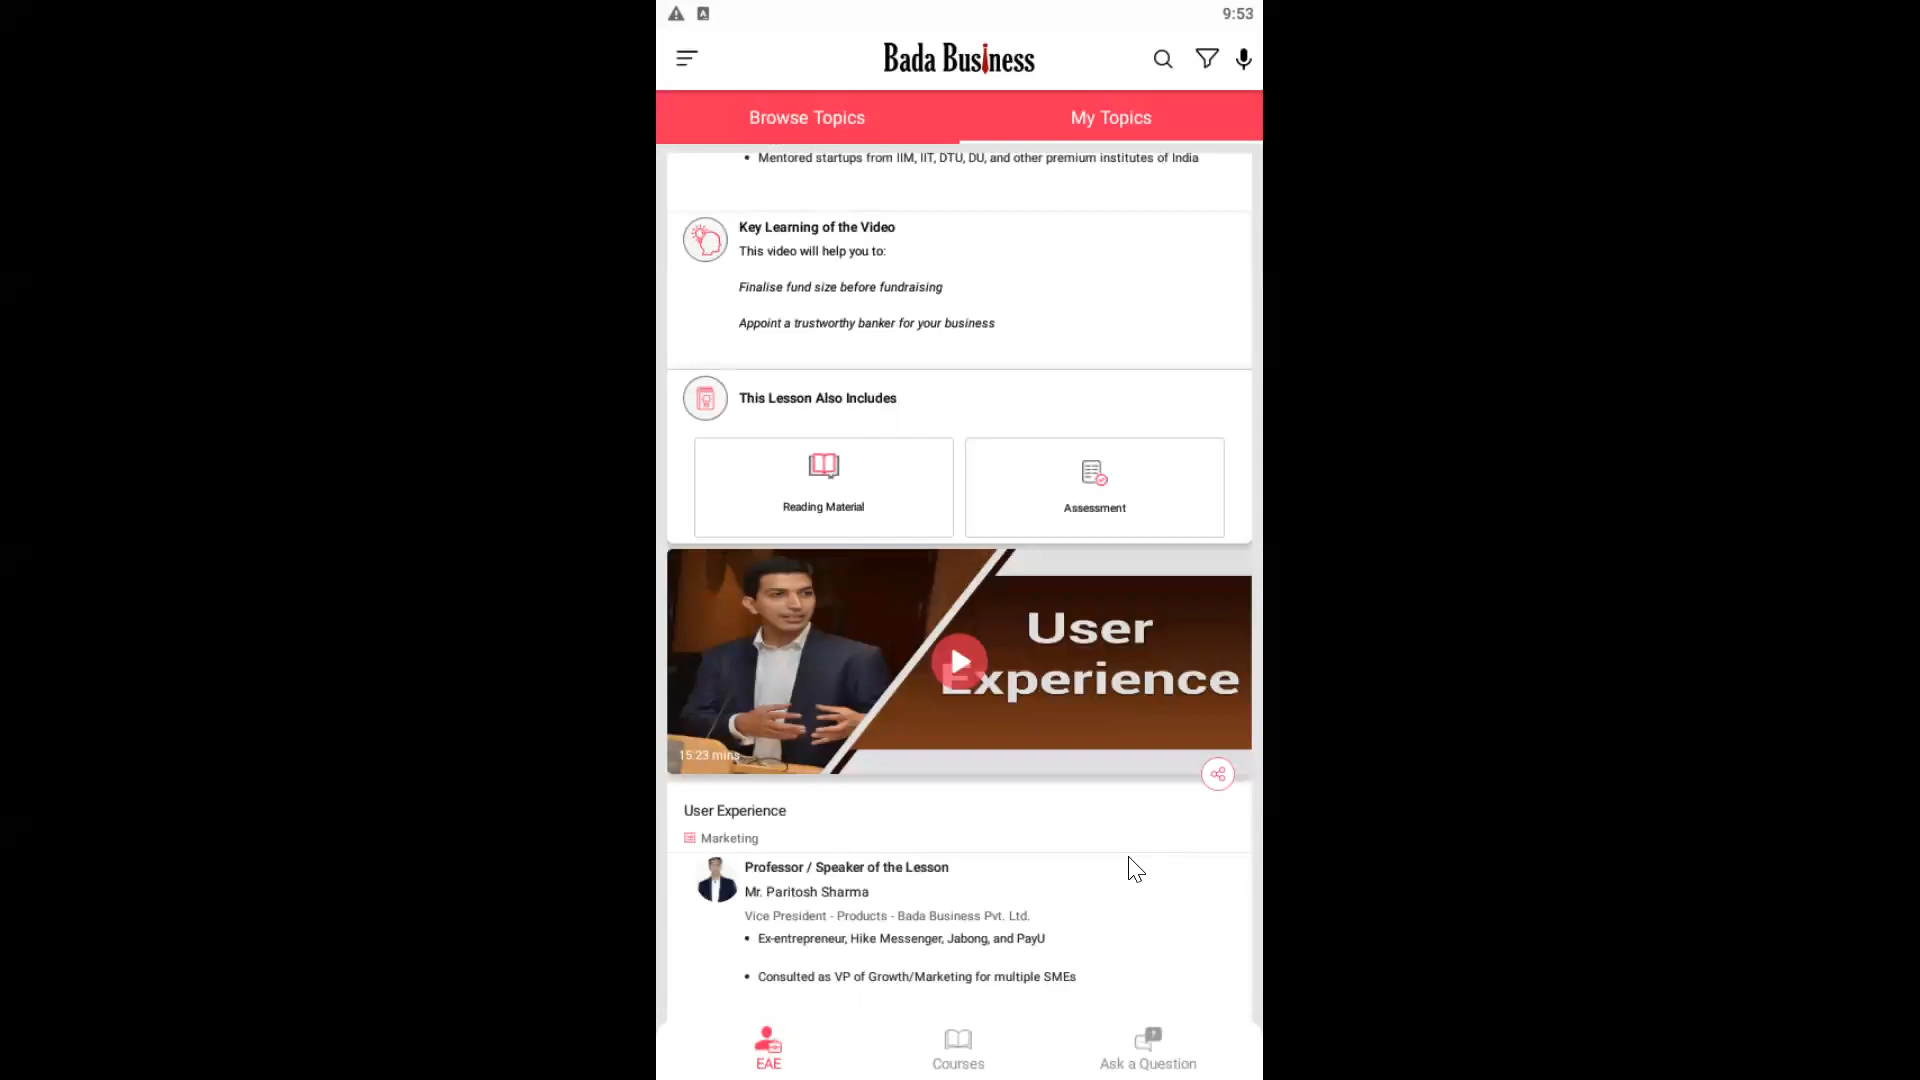 9:53
Bada Business
Browse Topics
My Topics
• Mentored startups from IIM, IIT, DTU, DU, and other premium institutes of India
Key Learning of the Video
This video will help you to:
Finalise fund size before fundraising
Appoint a trustworthy banker for your business
This Lesson Also Includes
Reading Material
Assessment
User
Experience
15:23 mins
User Experience
Marketing
Professor / Speaker of the Lesson
Mr. Paritosh Sharma
Vice President - Products - Bada Business Pvt. Ltd.
• Ex-entrepreneur, Hike Messenger, Jabong, and PayU
• Consulted as VP of Growth/Marketing for multiple SMEs
EAE
Courses
Ask a Question